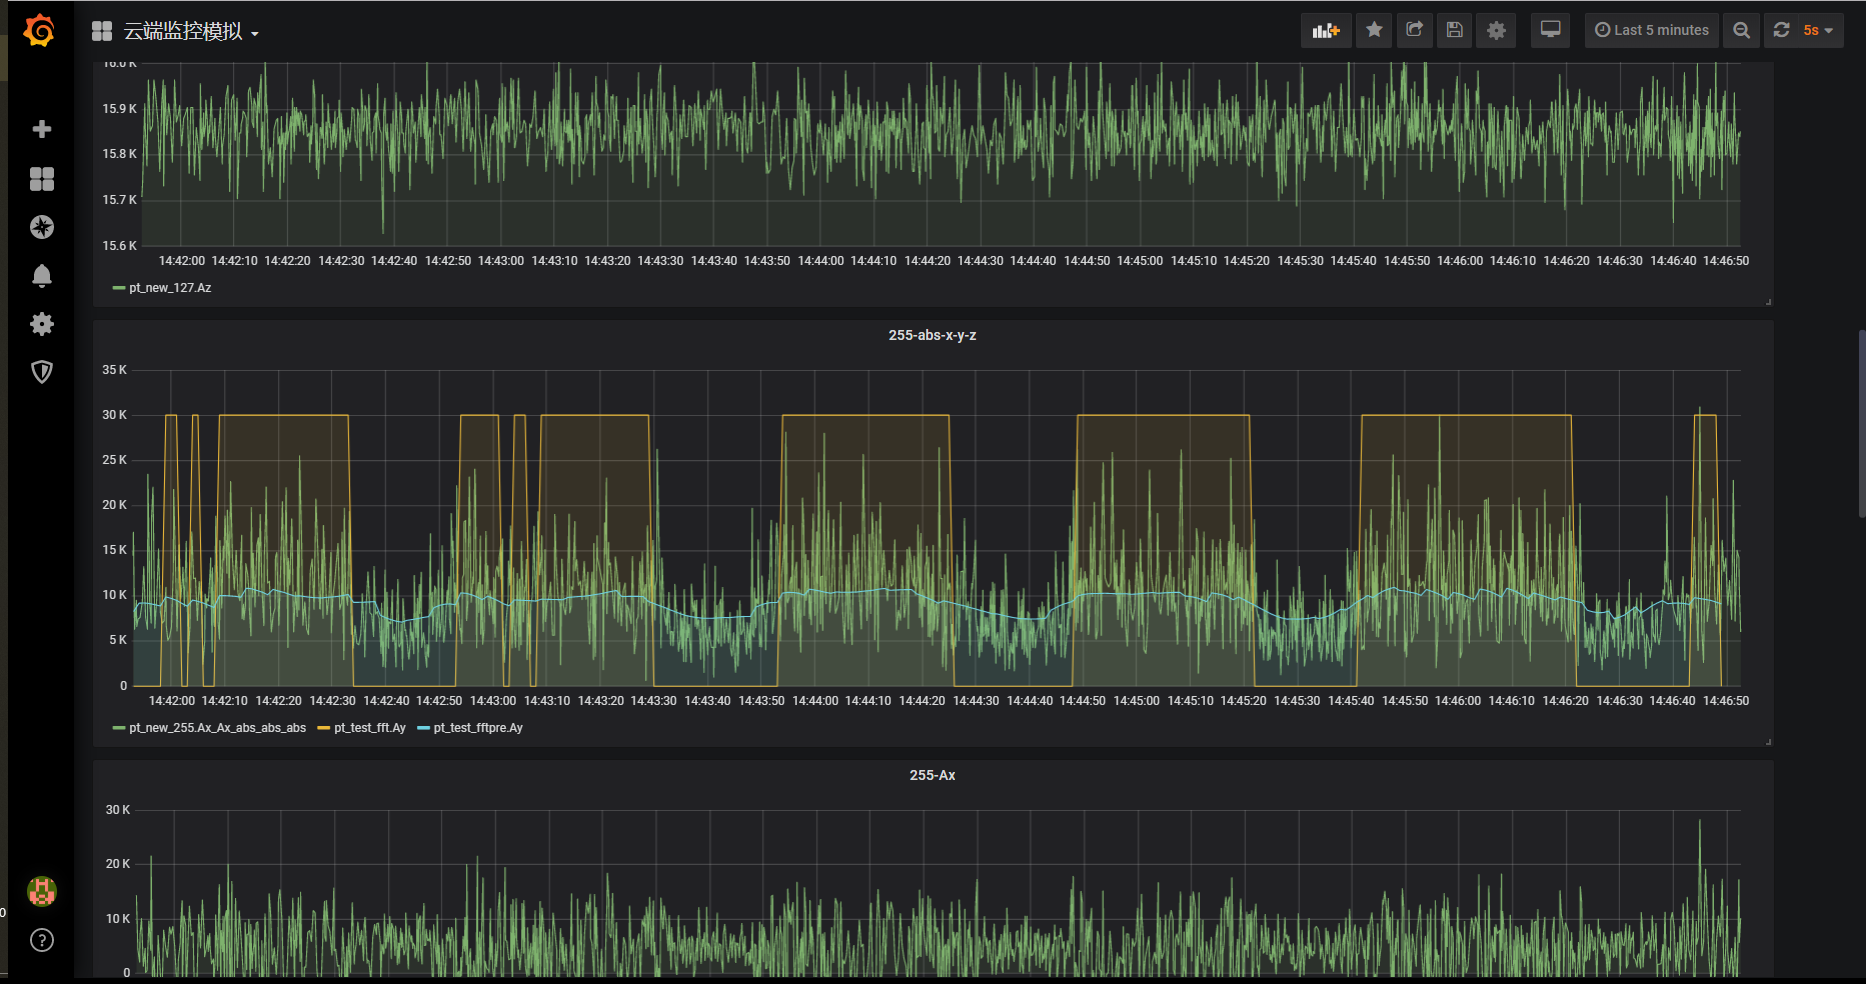 云端监控模拟
Last 5 minutes
5s
16.0 K
15.9 K
15.8 K
15.7 K
15.6 K
14:42:00 14:42:10 14:42:20 14:42:30 14:42:40 14:42:50 14:43:00 14:43:10 14:43:20 14:43:30 14:43:40 14:43:50 14:44:00 14:44:10 14:44:20 14:44:30 14:44:40 14:44:50 14:45:00 14:45:10 14:45:20 14:45:30 14:45:40 14:45:50 14:46:00 14:46:10 14:46:20 14:46:30 14:46:40 14:46:50
pt_new_127.Az
255-abs-x-y-z
35 K
30 K
25 K
20 K
15 K
10 K
5 K
0
14:42:00 14:42:10 14:42:20 14:42:30 14:42:40 14:42:50 14:43:00 14:43:10 14:43:20 14:43:30 14:43:40 14:43:50 14:44:00 14:44:10 14:44:20 14:44:30 14:44:40 14:44:50 14:45:00 14:45:10 14:45:20 14:45:30 14:45:40 14:45:50 14:46:00 14:46:10 14:46:20 14:46:30 14:46:40 14:46:50
pt_new_255.Ax_Ax_abs_abs_abs pt_test_fft.Ay pt_test_fftpre.Ay
255-Ax
30 K
20 K
10 K
0
0
?